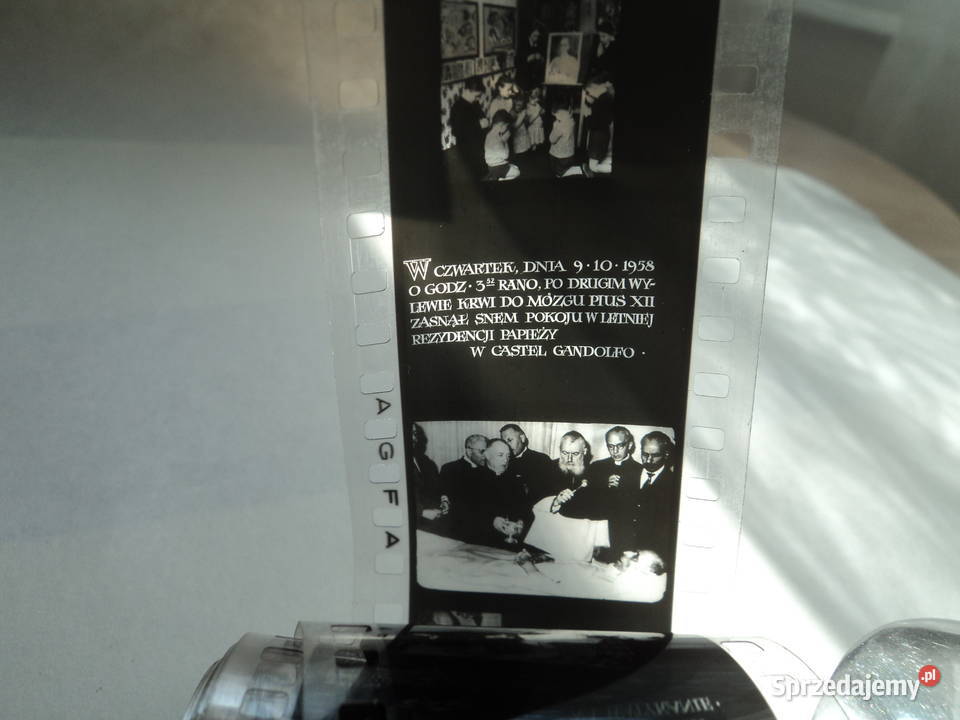 W CZWARTEK, DNIA 9·10·1958
O GODZ·3⁵² RANO, PO DRUGIM WY-
LEWIE KRWI DO MÓZGU PIUS XII
ZASNĄŁ SNEM POKOJU W LETNIEJ
REZYDENCJI PAPIEŻY
W CASTEL GANDOLFO·
AGFA
Sprzedajemy.pl